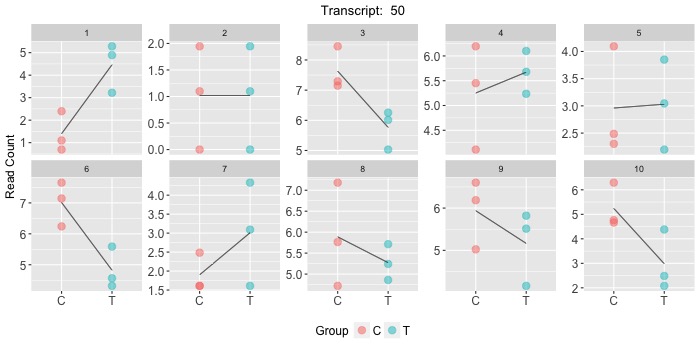 Transcript: 50
1 2 3 4 5
5 4 3 2 1
2.0 1.5 1.0 0.5 0.0
8 7 6 5
6.0 5.5 5.0 4.5
4.0 3.5 3.0 2.5
Read Count
6 7 8 9 10
7 6 5
4.0 3.5 3.0 2.5 2.0 1.5
7.0 6.5 6.0 5.5 5.0
6 5
6 5 4 3 2
C T C T C T C T C T
Group C T